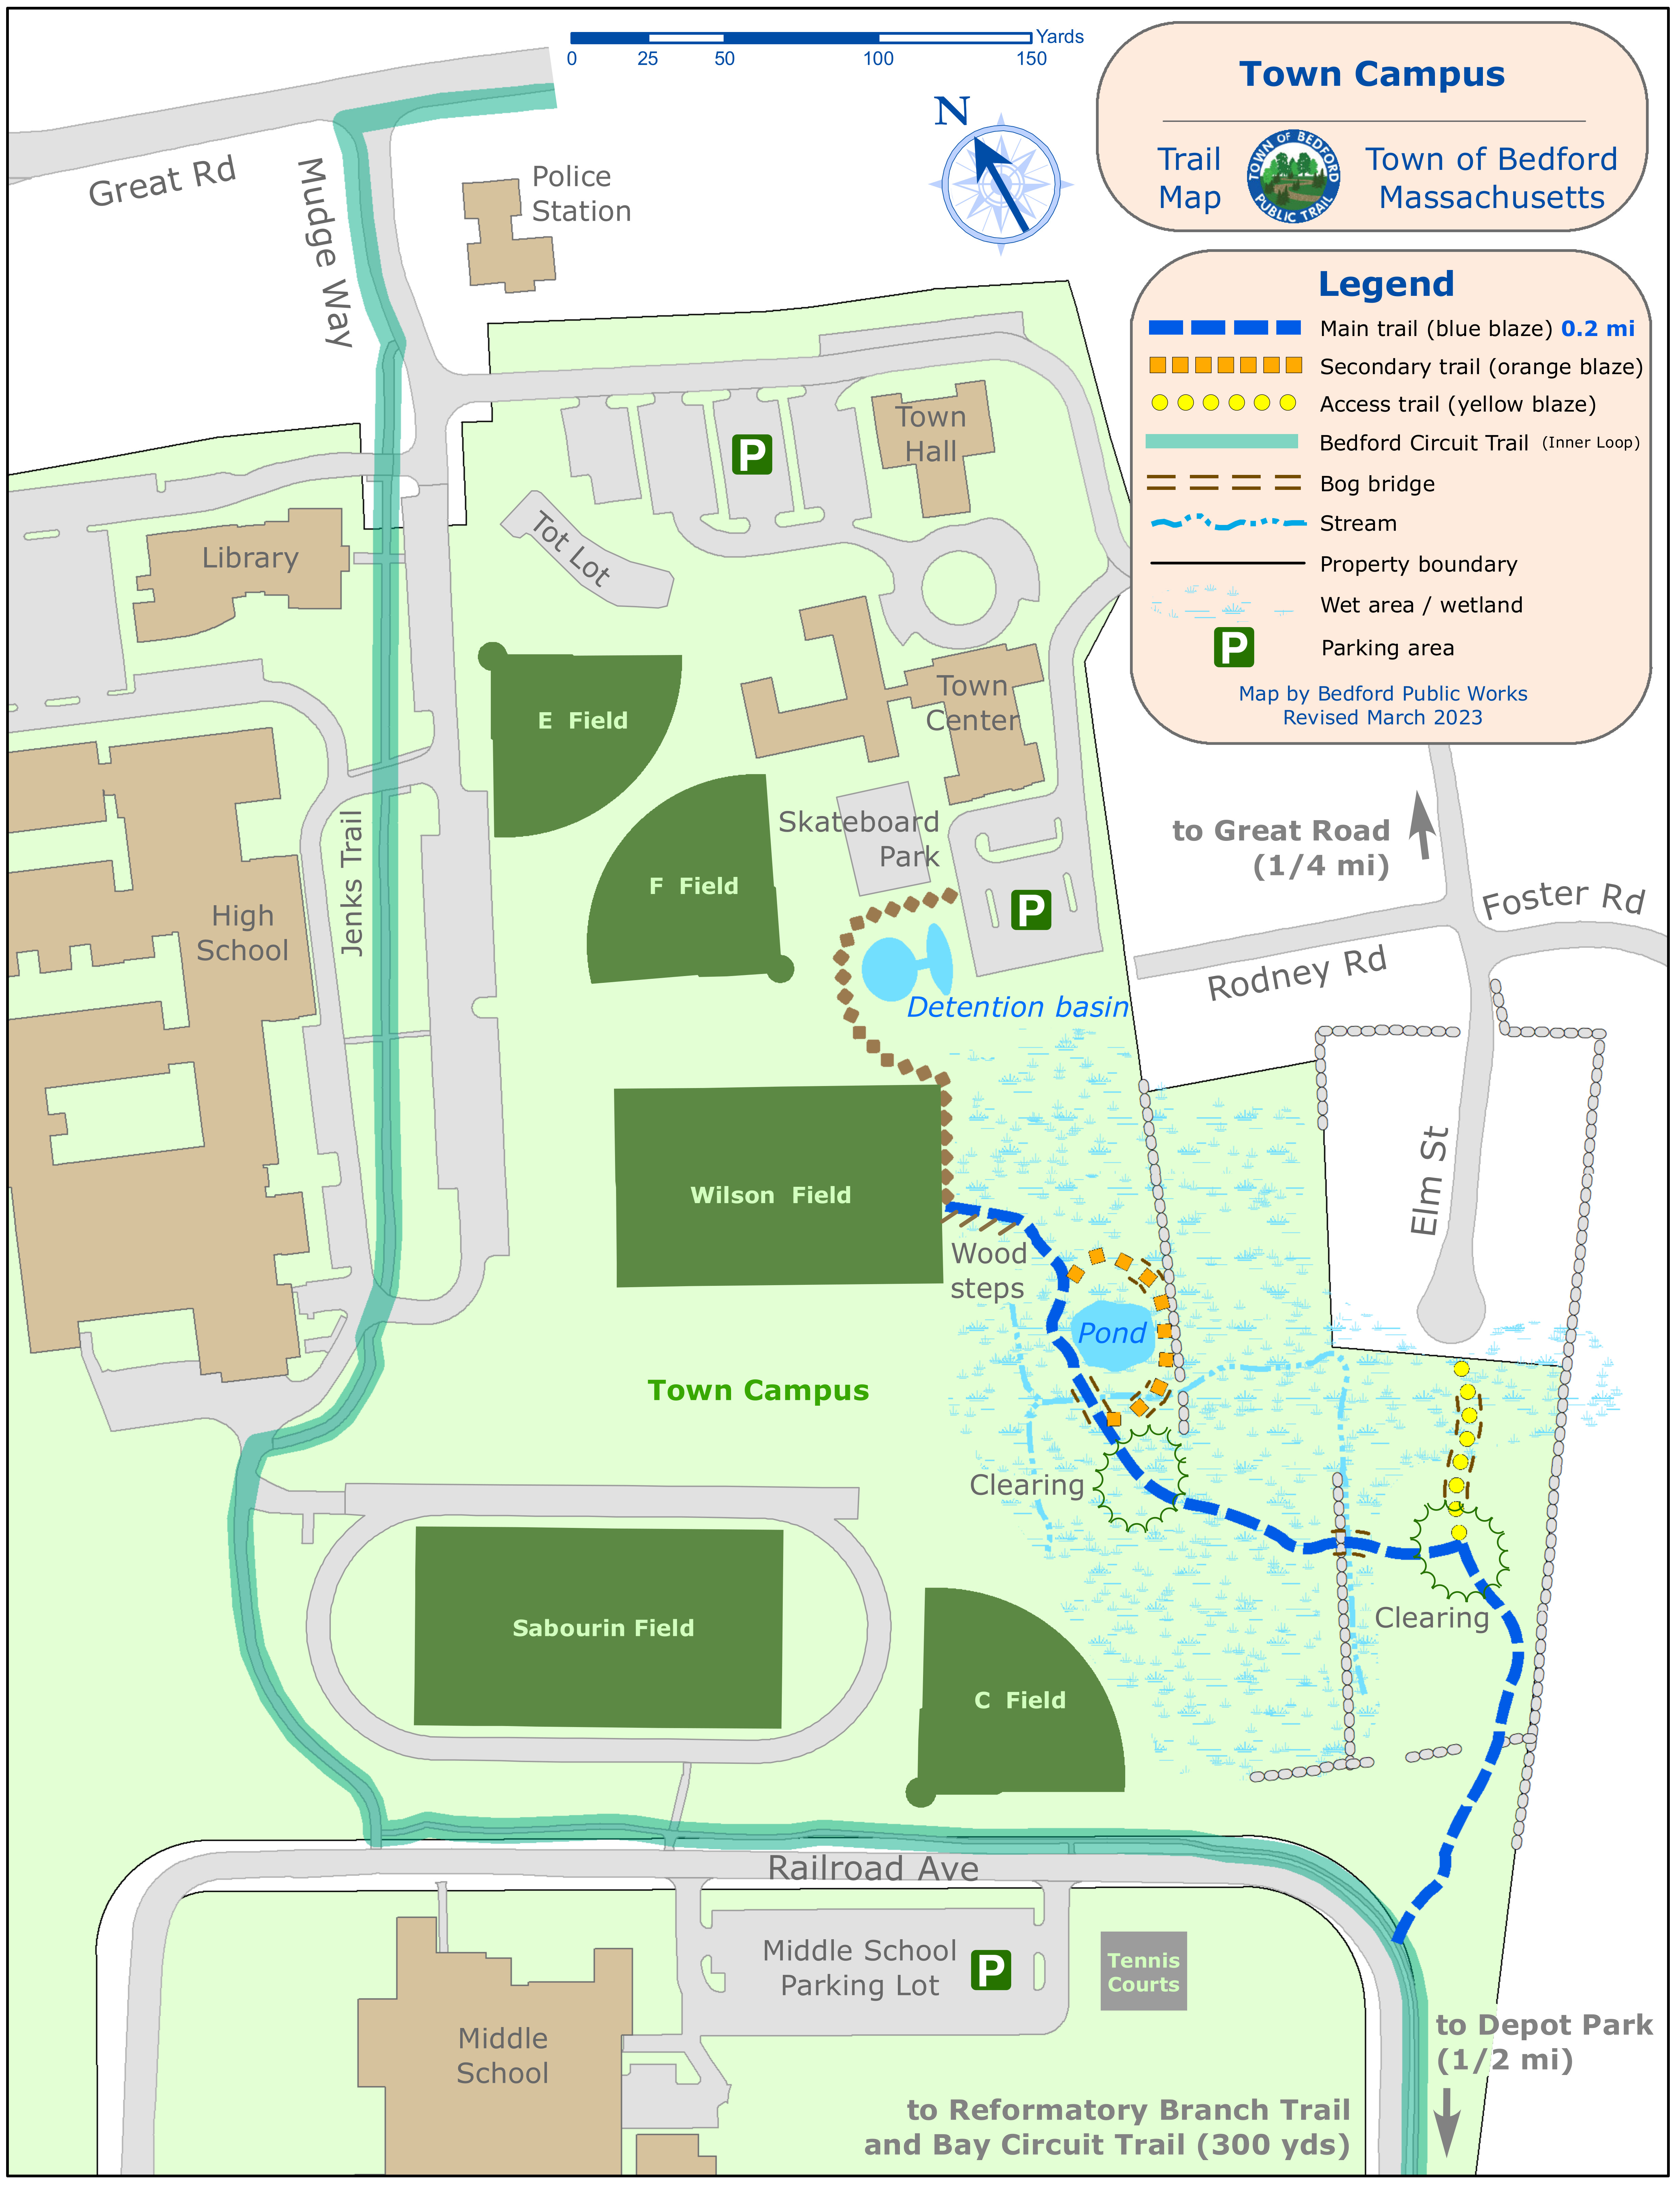 Yards
0 25 50 100 150
N
Town Campus
Trail
Map
TOWN OF BEDFORD
PUBLIC TRAIL
Town of Bedford
Massachusetts
Legend
Main trail (blue blaze) 0.2 mi
Secondary trail (orange blaze)
Access trail (yellow blaze)
Bedford Circuit Trail (Inner Loop)
Bog bridge
Stream
Property boundary
Wet area / wetland
P Parking area
Map by Bedford Public Works
Revised March 2023
Great Rd
Mudge Way
Police
Station
Town
Hall
P
Tot Lot
Library
E Field
Town
Center
Skateboard
Park
F Field
P
Jenks Trail
High
School
Detention basin
to Great Road
(1/4 mi)
Foster Rd
Rodney Rd
Elm St
Wilson Field
Wood
steps
Pond
Town Campus
Clearing
Clearing
Sabourin Field
C Field
Railroad Ave
Middle School
Parking Lot
P
Tennis
Courts
Middle
School
to Depot Park
(1/2 mi)
to Reformatory Branch Trail
and Bay Circuit Trail (300 yds)